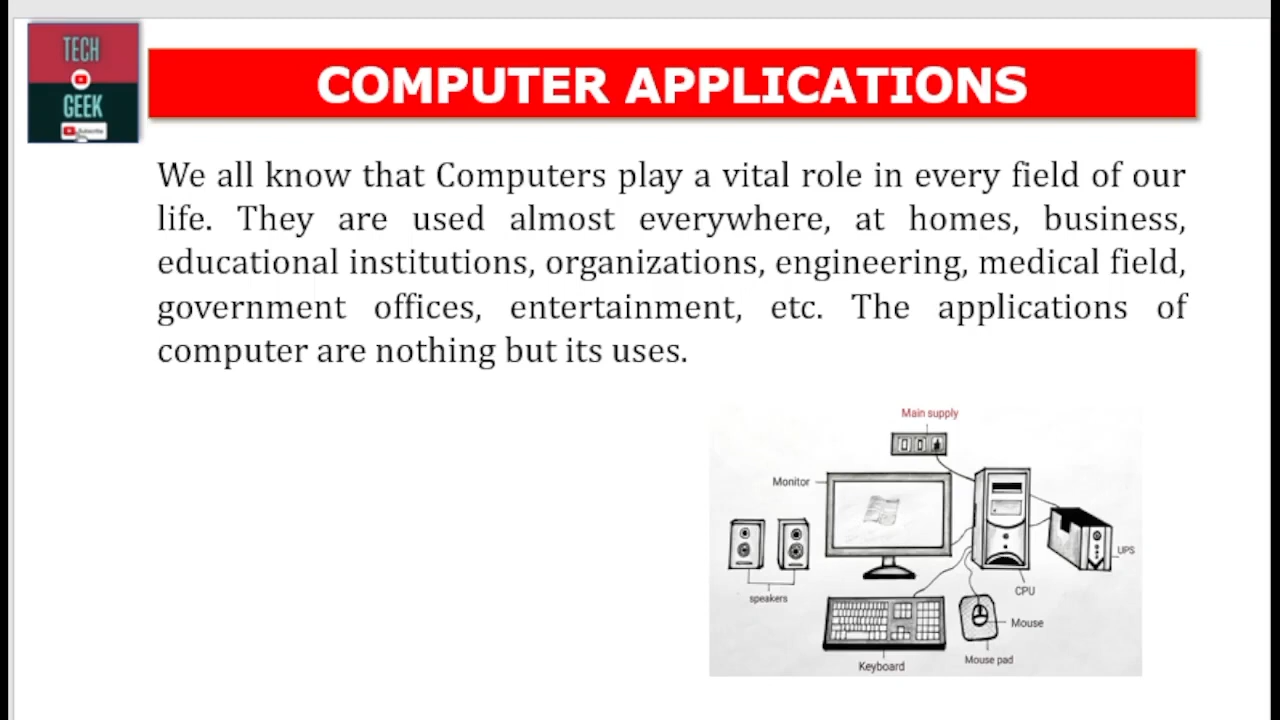 TECH
GEEK
Subscribe
COMPUTER APPLICATIONS
We all know that Computers play a vital role in every field of our
life. They are used almost everywhere, at homes, business,
educational institutions, organizations, engineering, medical field,
government offices, entertainment, etc. The applications of
computer are nothing but its uses.
Main supply
Monitor
UPS
speakers
CPU
Mouse
Mouse pad
Keyboard